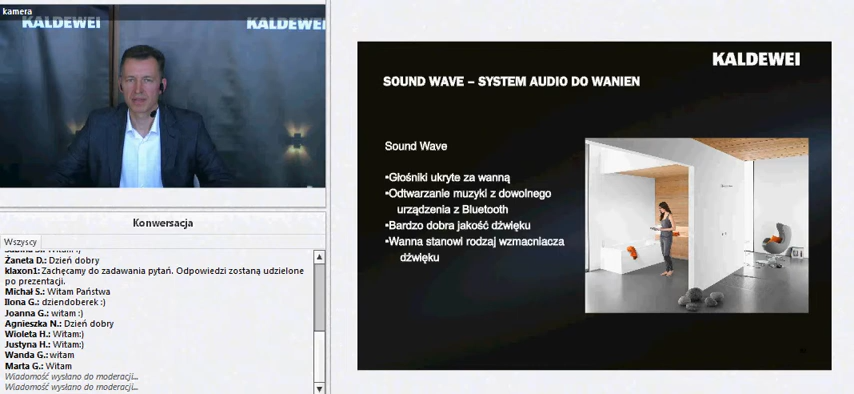 kamera
KALDEWEI
KALDEWEI
Konwersacja
Wszyscy
Żaneta D.: Dzień dobry
klaxon1: Zachęcamy do zadawania pytań. Odpowiedzi zostaną udzielone
po prezentacji.
Michał S.: Witam Państwa
Ilona G.: dziendoberek :)
Joanna G.: witam :)
Agnieszka N.: Dzień dobry
Wioleta H.: Witam:)
Justyna H.: Witam:)
Wanda G.: witam
Marta G.: Witam
Wiadomość wysłano do moderacji...
Wiadomość wysłano do moderacji...
KALDEWEI
SOUND WAVE – SYSTEM AUDIO DO WANIEN
Sound Wave
•Głośniki ukryte za wanną
•Odtwarzanie muzyki z dowolnego
urządzenia z Bluetooth
•Bardzo dobra jakość dźwięku
•Wanna stanowi rodzaj wzmacniacza
dźwięku